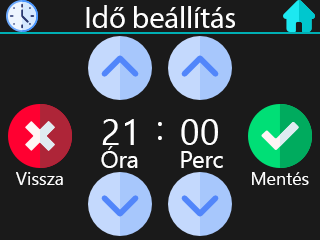 Idő beállítás
21 : 00
Óra Perc
Vissza
Mentés